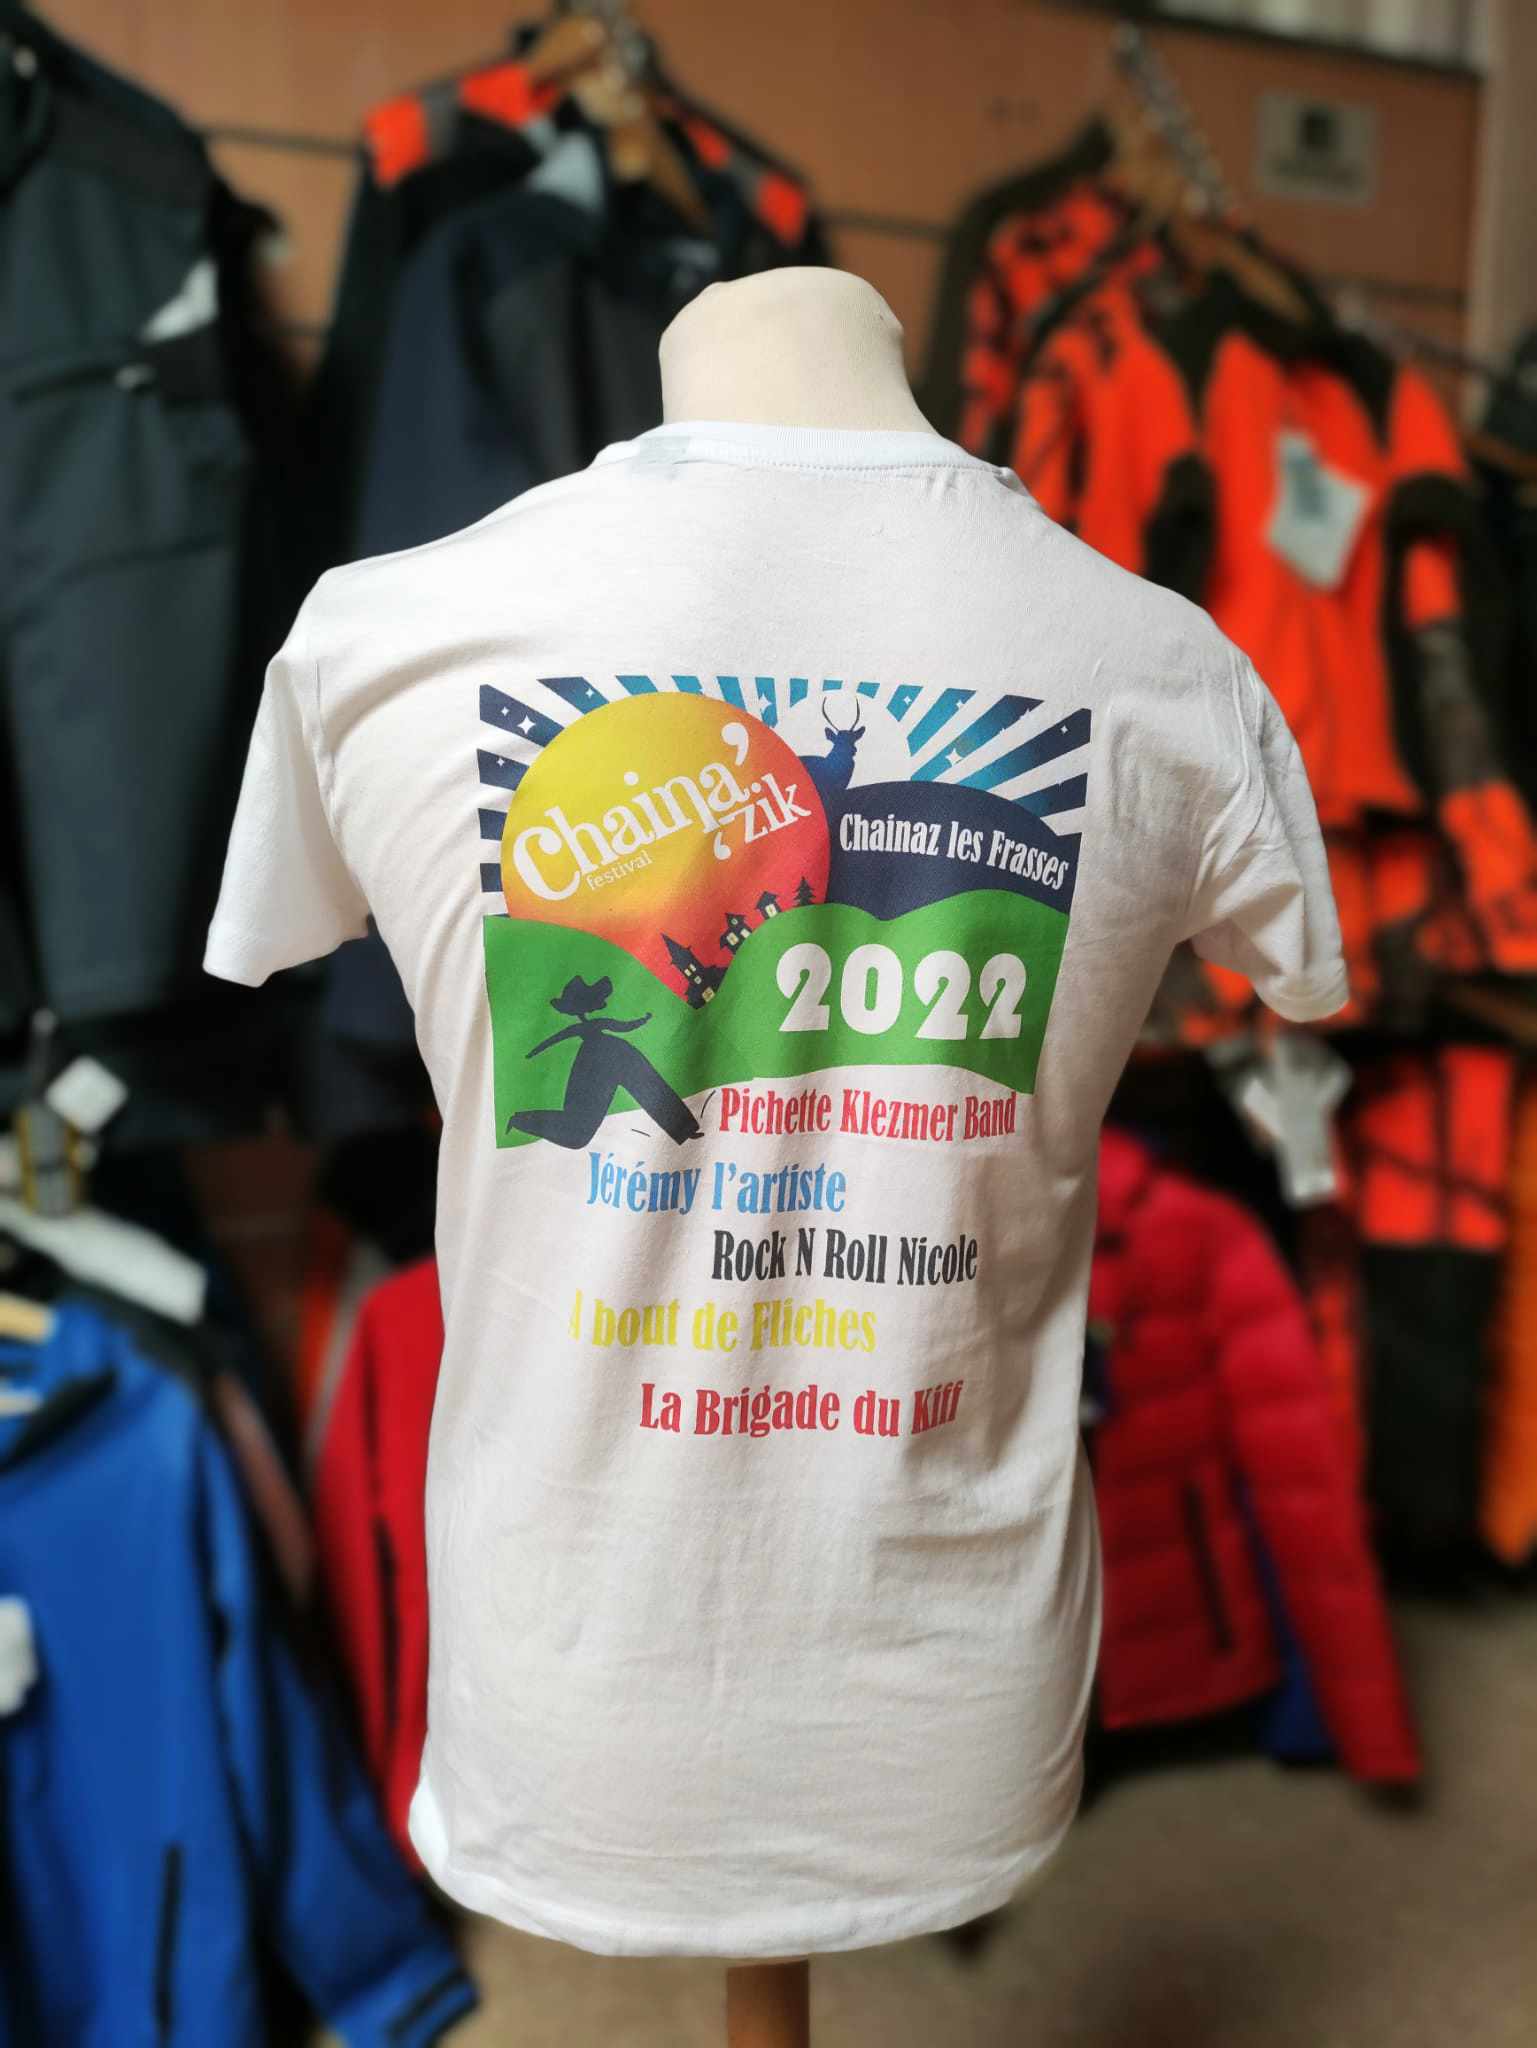 Chaina'
'zik
festival
Chainaz les Frasses
2022
Pichette Klezmer Band
Jérémy l'artiste
Rock N Roll Nicole
A bout de Fliches
La Brigade du Kiff